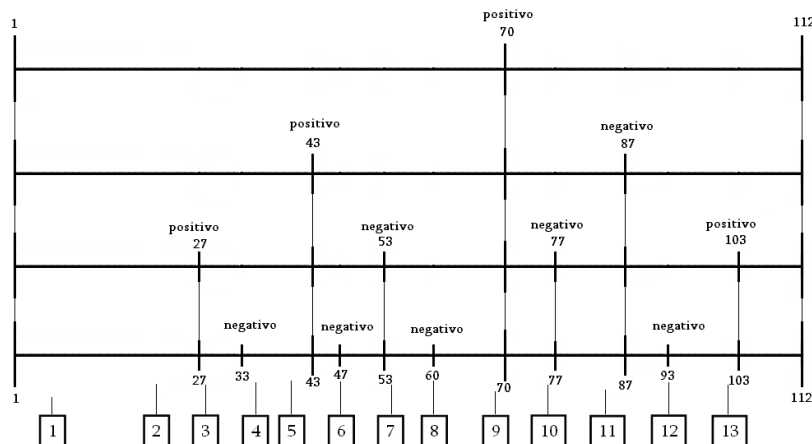 positivo
1 70 112
positivo negativo
43 87
positivo negativo negativo positivo
27 53 77 103
negativo negativo negativo negativo
1 27 33 43 47 53 60 70 77 87 93 103 112
1 2 3 4 5 6 7 8 9 10 11 12 13